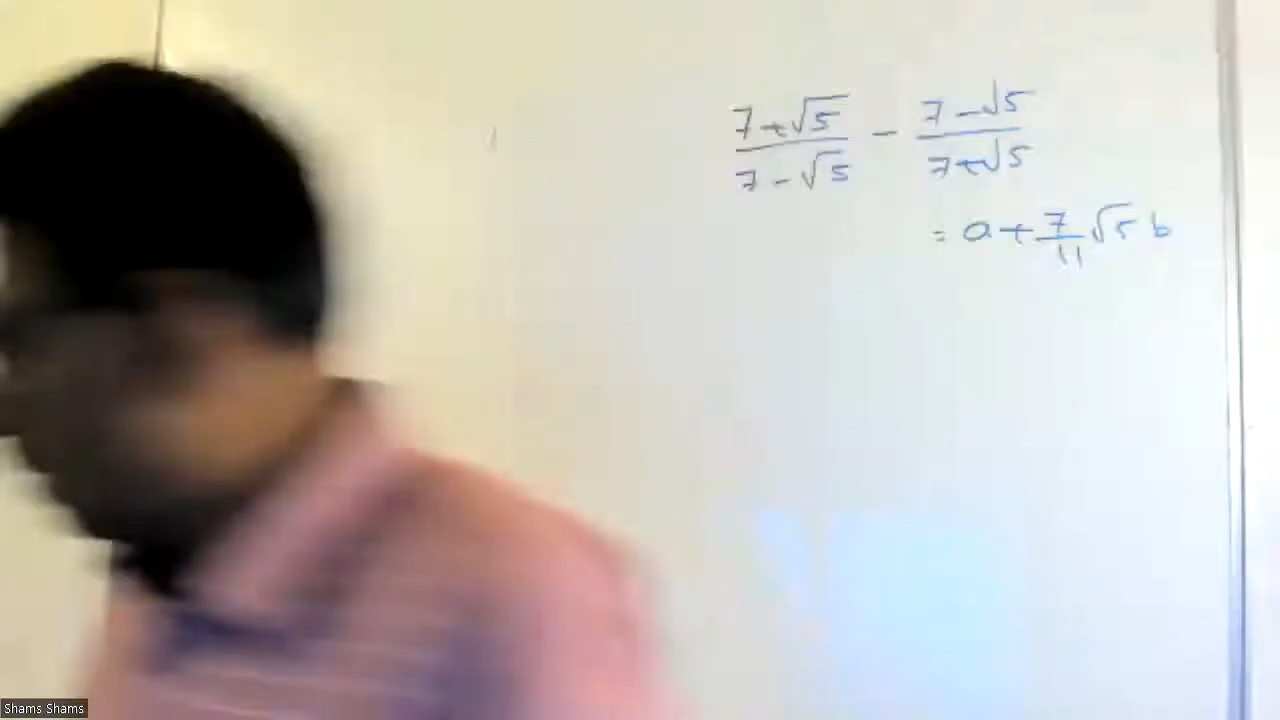 (7+√5)/(7-√5) - (7-√5)/(7+√5)
= a+7/11 √5 b
Shams Shams